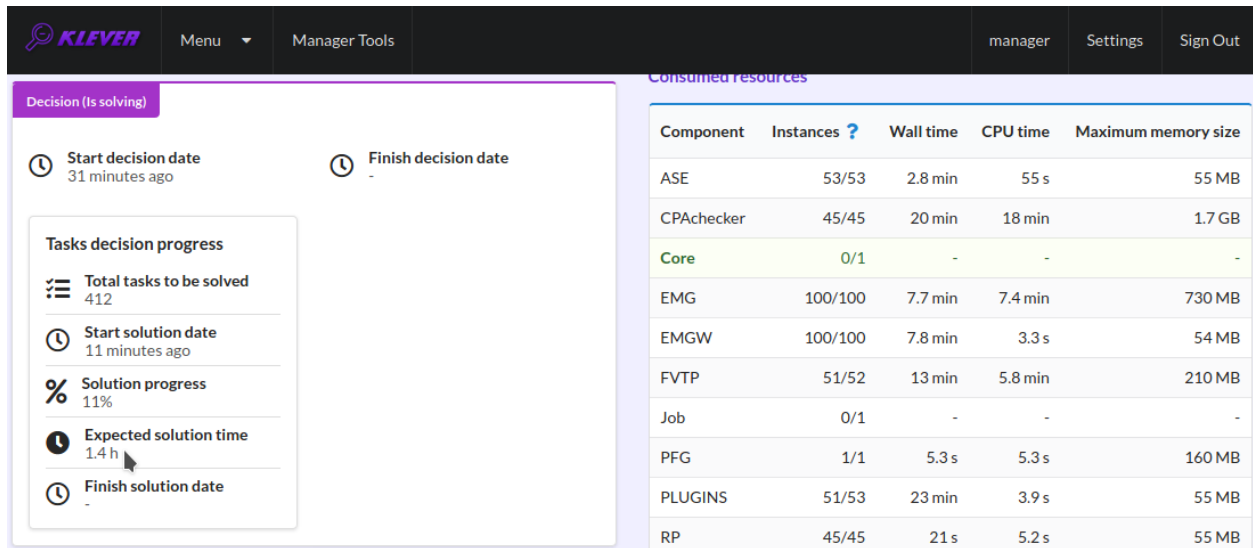 KLEVER Menu Manager Tools manager Settings Sign Out
Decision (Is solving)
Start decision date
31 minutes ago
Finish decision date
-
Tasks decision progress
Total tasks to be solved
412
Start solution date
11 minutes ago
Solution progress
11%
Expected solution time
1.4 h
Finish solution date
-
Consumed resources
Component Instances ? Wall time CPU time Maximum memory size
ASE 53/53 2.8 min 55 s 55 MB
CPAchecker 45/45 20 min 18 min 1.7 GB
Core 0/1 - - -
EMG 100/100 7.7 min 7.4 min 730 MB
EMGW 100/100 7.8 min 3.3 s 54 MB
FVTP 51/52 13 min 5.8 min 210 MB
Job 0/1 - - -
PFG 1/1 5.3 s 5.3 s 160 MB
PLUGINS 51/53 23 min 3.9 s 55 MB
RP 45/45 21 s 5.2 s 55 MB